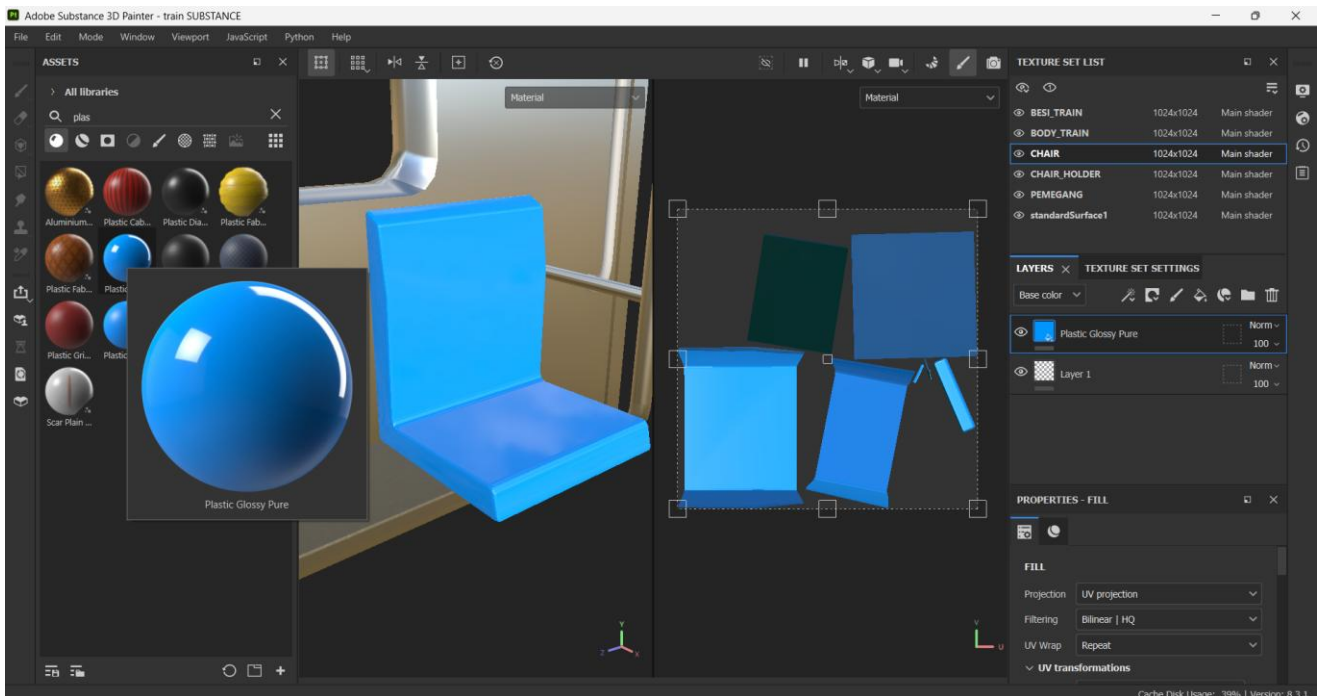 Adobe Substance 3D Painter - train SUBSTANCE
File Edit Mode Window Viewport JavaScript Python Help
ASSETS
All libraries
plas
Aluminium... Plastic Cab... Plastic Dia... Plastic Fab...
Plastic Fab... Plastic
Plastic Gri... Plastic
Scar Plain ...
Plastic Glossy Pure
Material
Material
Y
Z X
V
U
TEXTURE SET LIST
BESI_TRAIN 1024x1024 Main shader
BODY_TRAIN 1024x1024 Main shader
CHAIR 1024x1024 Main shader
CHAIR_HOLDER 1024x1024 Main shader
PEMEGANG 1024x1024 Main shader
standardSurface1 1024x1024 Main shader
LAYERS TEXTURE SET SETTINGS
Base color
Plastic Glossy Pure Norm
100
Layer 1 Norm
100
PROPERTIES - FILL
FILL
Projection UV projection
Filtering Bilinear | HQ
UV Wrap Repeat
UV transformations
Cache Disk Usage: 39% | Version: 8.3.1